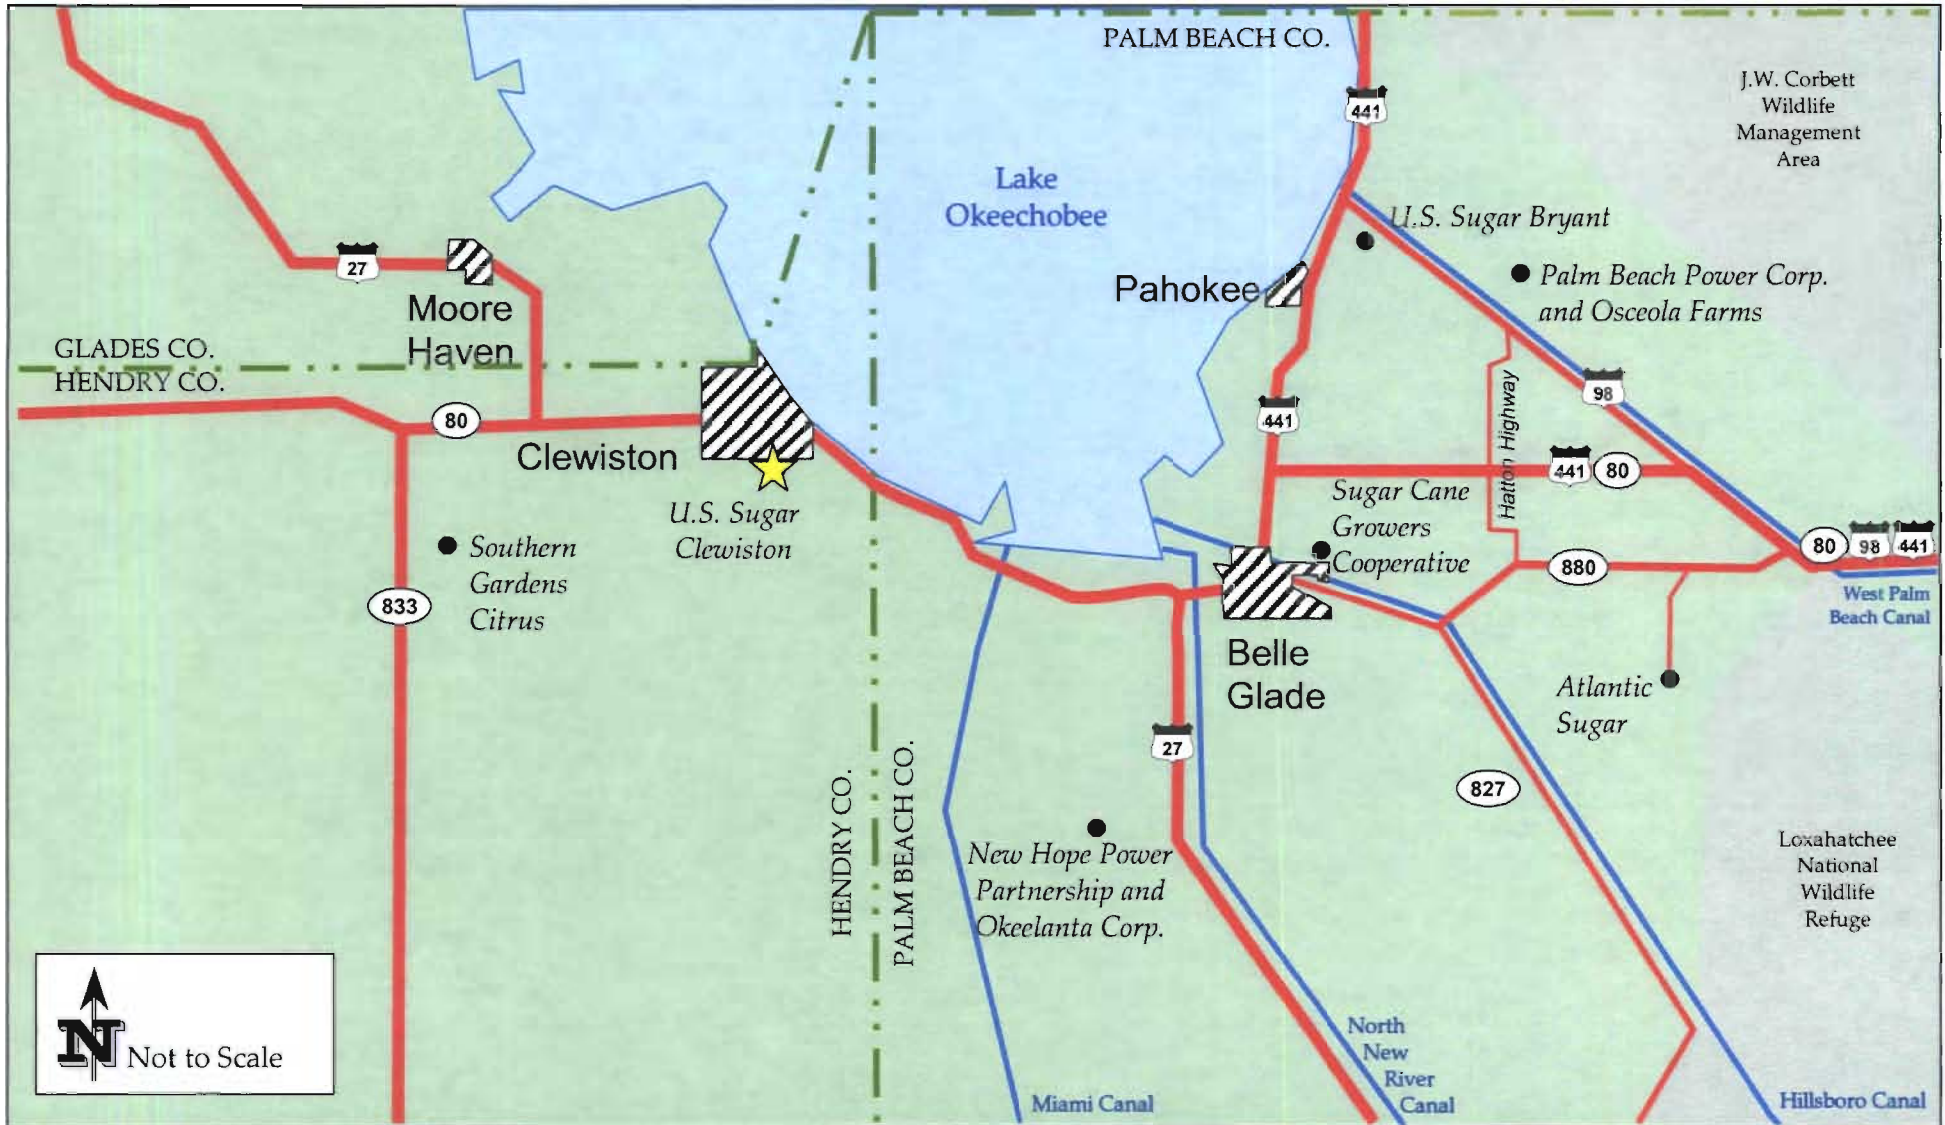 PALM BEACH CO.
441
J.W. Corbett
Wildlife
Management
Area
Lake
Okeechobee
U.S. Sugar Bryant
27
Moore
Haven
Pahokee
Palm Beach Power Corp.
and Osceola Farms
GLADES CO.
HENDRY CO.
80
Clewiston
U.S. Sugar
Clewiston
441
Hatton Highway
98
441
80
Sugar Cane
Growers
Cooperative
880
80
98
441
West Palm
Beach Canal
Southern
Gardens
Citrus
833
Belle
Glade
Atlantic
Sugar
27
827
HENDRY CO.
PALM BEACH CO.
New Hope Power
Partnership and
Okeelanta Corp.
Loxahatchee
National
Wildlife
Refuge
N
Not to Scale
Miami Canal
North
New
River
Canal
Hillsboro Canal